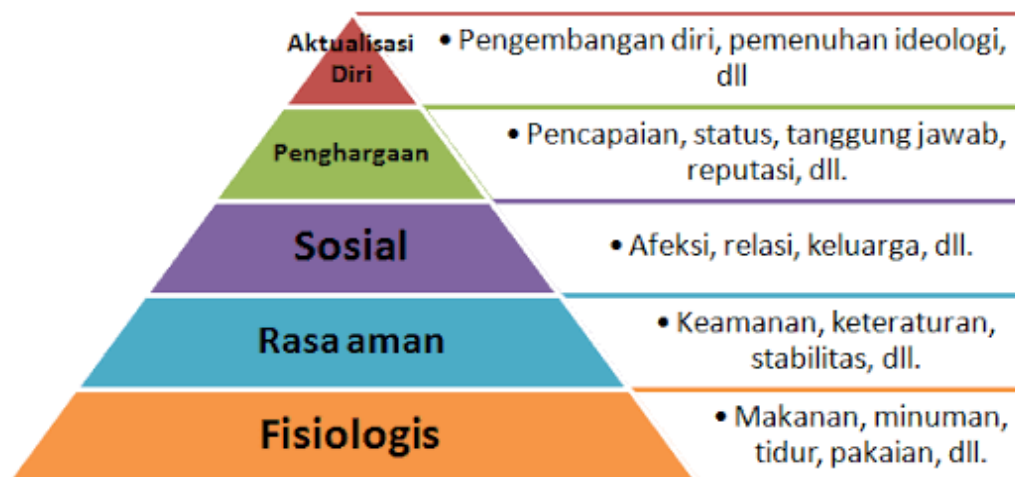 Aktualisasi
Diri
• Pengembangan diri, pemenuhan ideologi,
dll
Penghargaan
• Pencapaian, status, tanggung jawab,
reputasi, dll.
Sosial
• Afeksi, relasi, keluarga, dll.
Rasa aman
• Keamanan, keteraturan,
stabilitas, dll.
Fisiologis
• Makanan, minuman,
tidur, pakaian, dll.